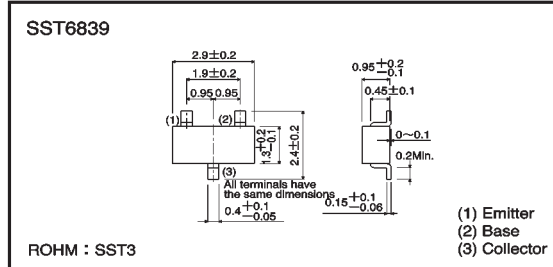 SST6839
2.9±0.2
1.9±0.2
0.95 0.95
(1)
(2)
(3)
1.3+0.2
−0.1
2.4±0.2
All terminals have
the same dimensions
0.4+0.1
−0.05
0.95+0.2
−0.1
0.45±0.1
0~0.1
0.2Min.
0.15+0.1
−0.06
(1) Emitter
(2) Base
(3) Collector
ROHM : SST3